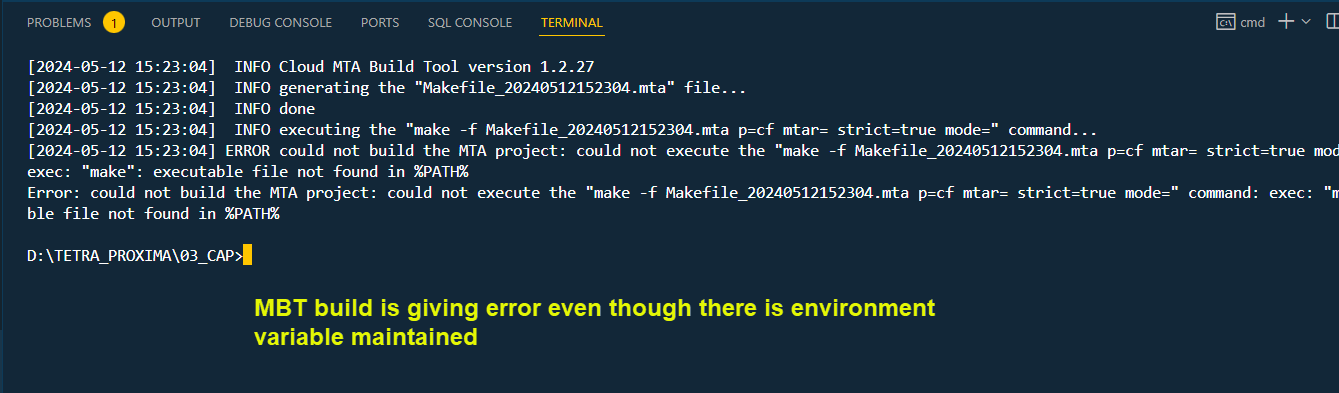 PROBLEMS 1 OUTPUT DEBUG CONSOLE PORTS SQL CONSOLE TERMINAL cmd
[2024-05-12 15:23:04]  INFO Cloud MTA Build Tool version 1.2.27
[2024-05-12 15:23:04]  INFO generating the "Makefile_20240512152304.mta" file...
[2024-05-12 15:23:04]  INFO done
[2024-05-12 15:23:04]  INFO executing the "make -f Makefile_20240512152304.mta p=cf mtar= strict=true mode=" command...
[2024-05-12 15:23:04] ERROR could not build the MTA project: could not execute the "make -f Makefile_20240512152304.mta p=cf mtar= strict=true mod
exec: "make": executable file not found in %PATH%
Error: could not build the MTA project: could not execute the "make -f Makefile_20240512152304.mta p=cf mtar= strict=true mode=" command: exec: "m
ble file not found in %PATH%
D:\TETRA_PROXIMA\03_CAP>
MBT build is giving error even though there is environment
variable maintained